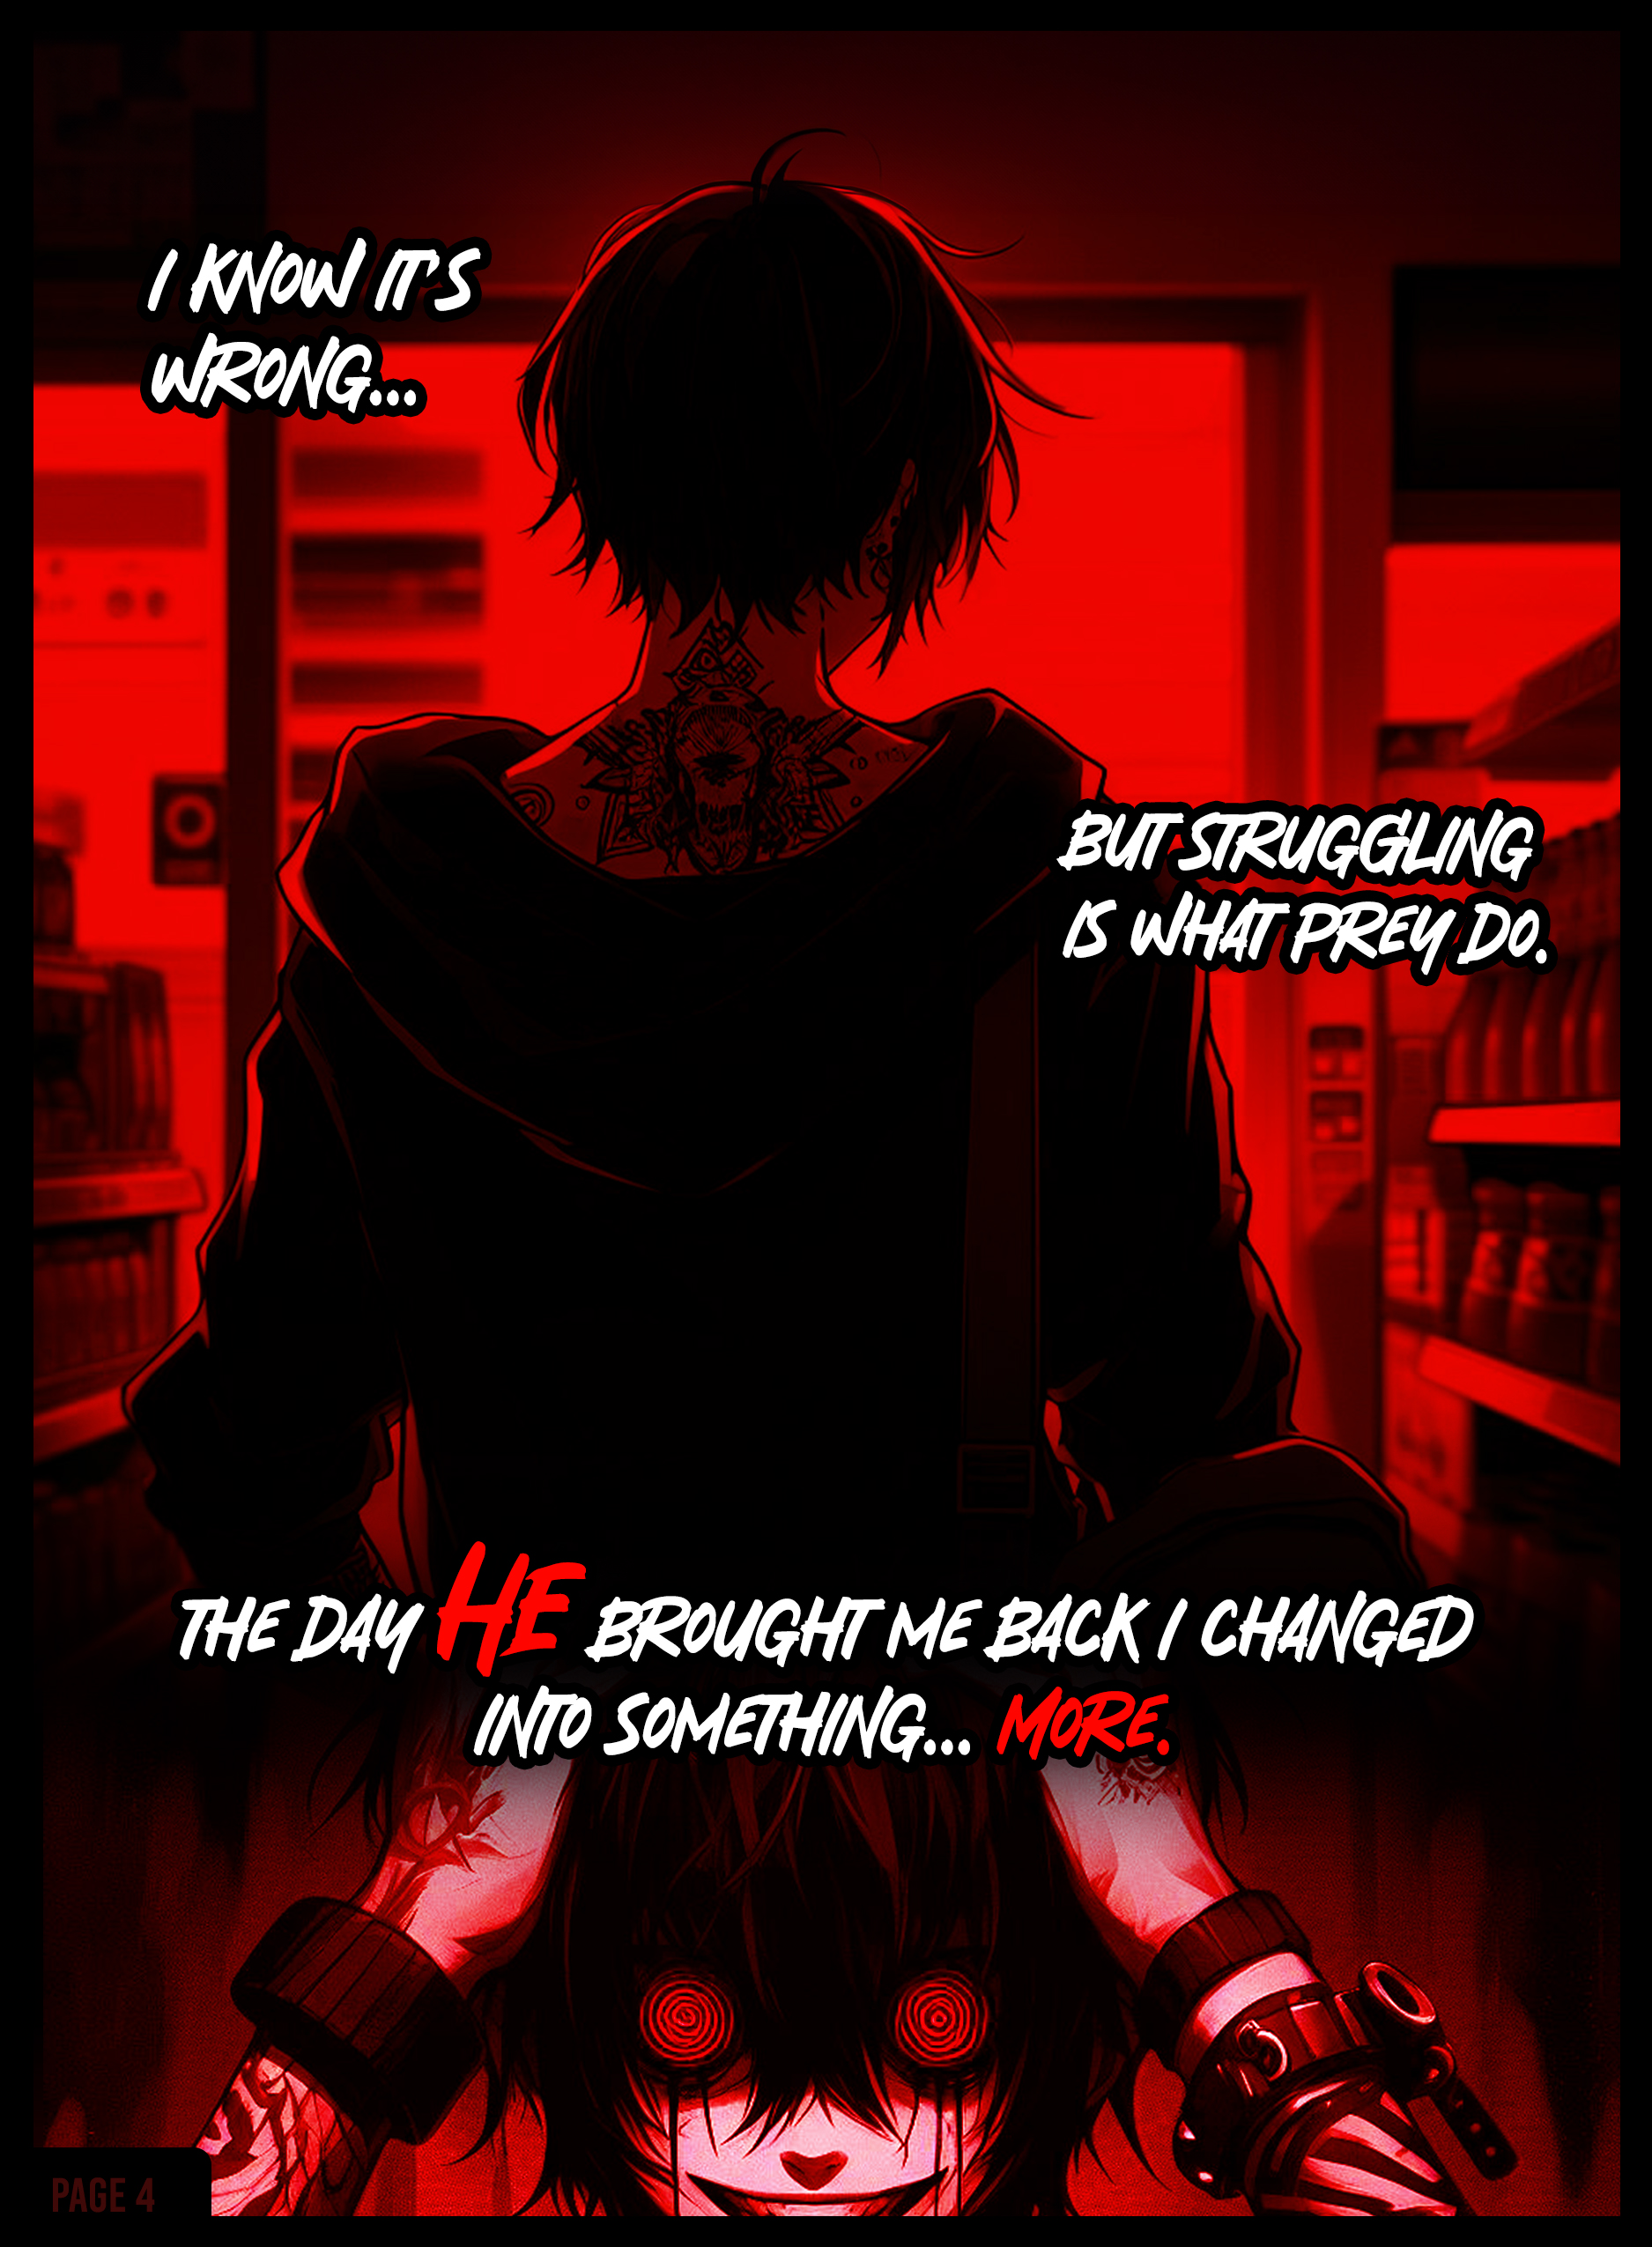 I KNOW IT'S
WRONG...
BUT STRUGGLING
IS WHAT PREY DO.
THE DAY HE BROUGHT ME BACK I CHANGED
INTO SOMETHING... MORE.
PAGE 4